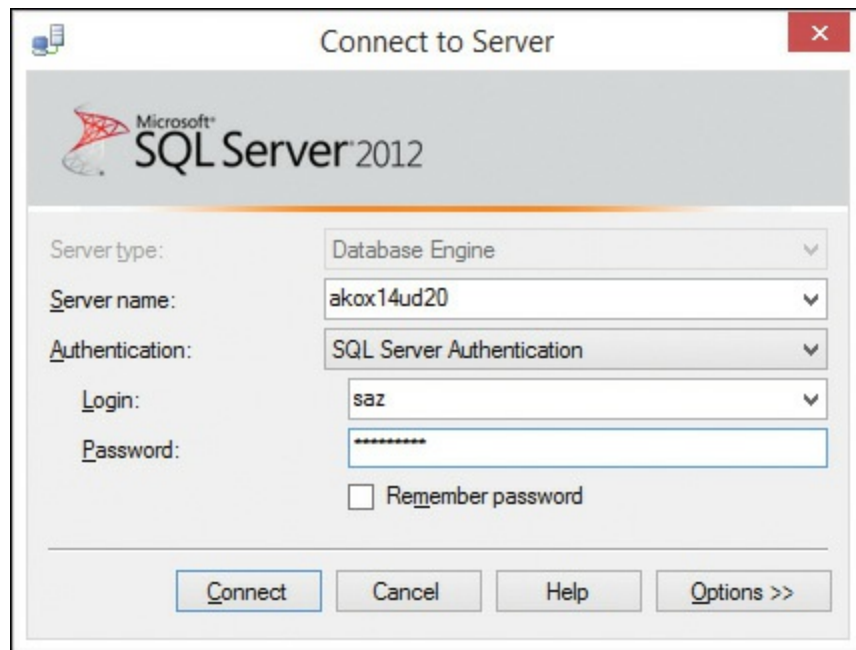 Connect to Server
Microsoft®
SQL Server® 2012
Server type: Database Engine
Server name: akox14ud20
Authentication: SQL Server Authentication
Login: saz
Password: *********
Remember password
Connect Cancel Help Options >>